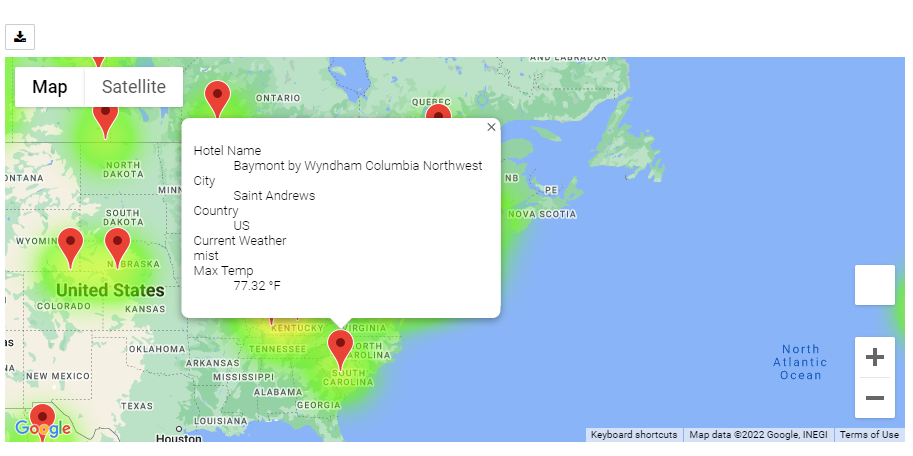 AND LABRADOR
Map
Satellite
ONTARIO
QUEBEC
Hotel Name
Baymont by Wyndham Columbia Northwest
City
Saint Andrews
Country
US
Current Weather
mist
Max Temp
77.32 °F
ONTANA
NORTH
DAKOTA
MINN
NB
PE
NOVA SCOTIA
SOUTH
DAKOTA
WYOMIN
NEBRASKA
United States
COLORADO
KANSAS
KENTUCKY
VIRGINIA
OKLAHOMA
TENNESSEE
NORTH
CAROLINA
ARKANSAS
NEW MEXICO
MISSISSIPPI
SOUTH
CAROLINA
ALABAMA
TEXAS
GEORGIA
LOUISIANA
Houston
North
Atlantic
Ocean
Google
Keyboard shortcuts
Map data ©2022 Google, INEGI
Terms of Use